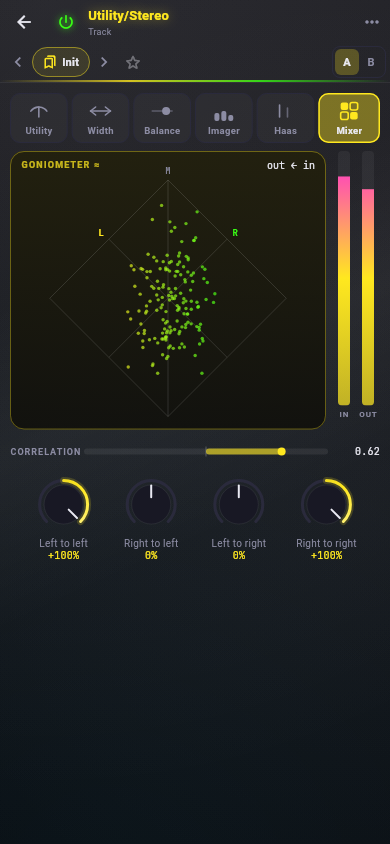 Utility/Stereo
Track
Init
A B
Utility Width Balance Imager Haas Mixer
GONIOMETER ≋ out ← in
M
L R
IN OUT
CORRELATION 0.62
Left to left Right to left Left to right Right to right
+100% 0% 0% +100%